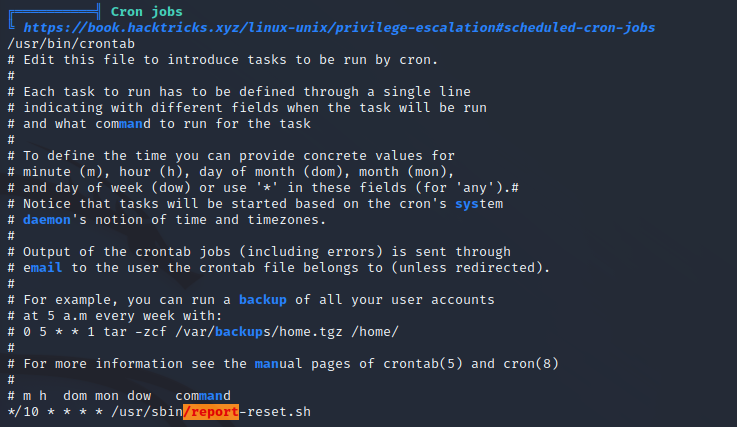 Cron jobs
https://book.hacktricks.xyz/linux-unix/privilege-escalation#scheduled-cron-jobs
/usr/bin/crontab
# Edit this file to introduce tasks to be run by cron.
#
# Each task to run has to be defined through a single line
# indicating with different fields when the task will be run
# and what command to run for the task
#
# To define the time you can provide concrete values for
# minute (m), hour (h), day of month (dom), month (mon),
# and day of week (dow) or use '*' in these fields (for 'any').#
# Notice that tasks will be started based on the cron's system
# daemon's notion of time and timezones.
#
# Output of the crontab jobs (including errors) is sent through
# email to the user the crontab file belongs to (unless redirected).
#
# For example, you can run a backup of all your user accounts
# at 5 a.m every week with:
# 0 5 * * 1 tar -zcf /var/backups/home.tgz /home/
#
# For more information see the manual pages of crontab(5) and cron(8)
#
# m h  dom mon dow   command
*/10 * * * * /usr/sbin/report-reset.sh